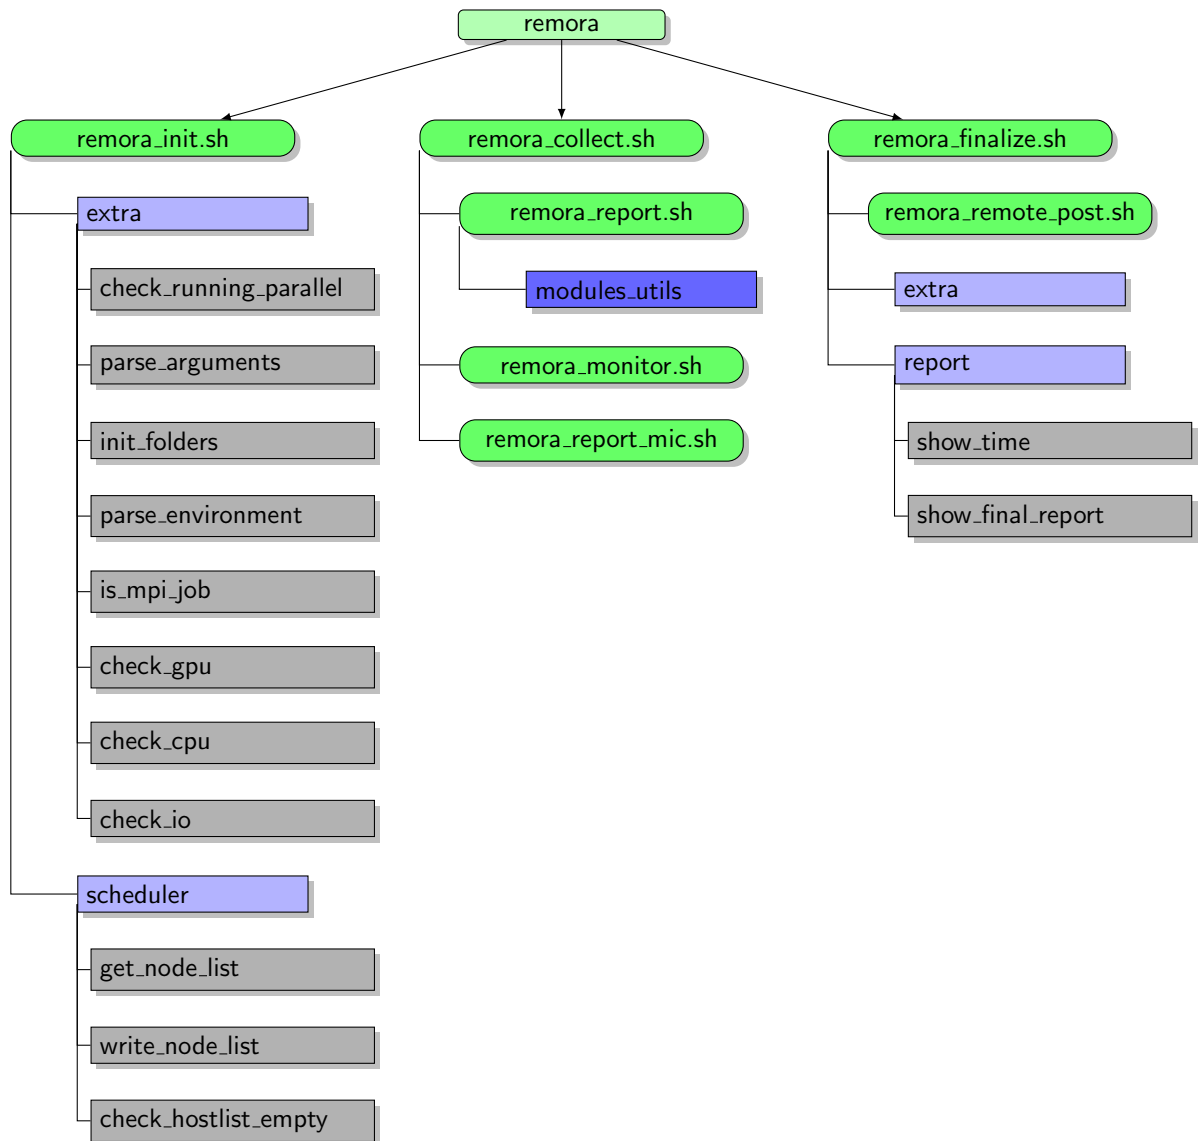 remora
remora_init.sh
extra
check_running_parallel
parse_arguments
init_folders
parse_environment
is_mpi_job
check_gpu
check_cpu
check_io
scheduler
get_node_list
write_node_list
check_hostlist_empty
remora_collect.sh
remora_report.sh
modules_utils
remora_monitor.sh
remora_report_mic.sh
remora_finalize.sh
remora_remote_post.sh
extra
report
show_time
show_final_report